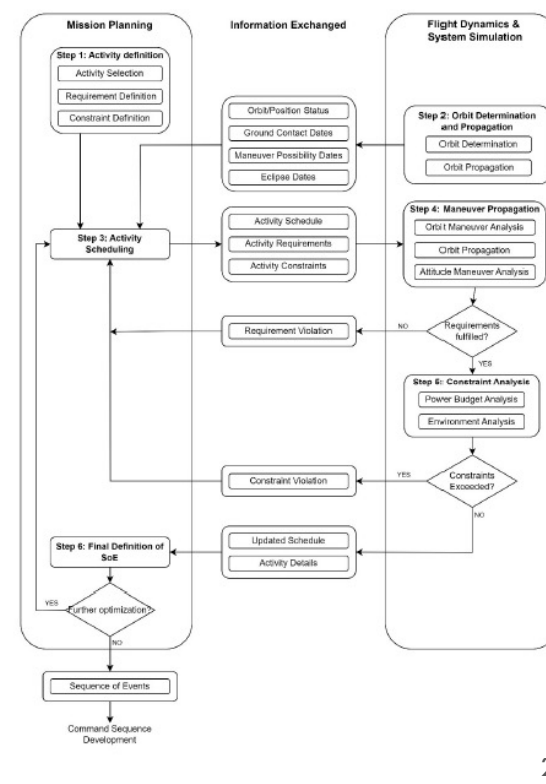 Mission Planning
Information Exchanged
Flight Dynamics &
System Simulation
Step 1: Activity definition
Activity Selection
Requirement Definition
Constraint Definition
Orbit/Position Status
Ground Contact Dates
Maneuver Possibility Dates
Eclipse Dates
Step 2: Orbit Determination
and Propagation
Orbit Determination
Orbit Propagation
Step 3: Activity
Scheduling
Activity Schedule
Activity Requirements
Activity Constraints
Step 4: Maneuver Propagation
Orbit Maneuver Analysis
Orbit Propagation
Attitude Maneuver Analysis
Requirement Violation
NO
Requirements
fulfilled?
YES
Step 5: Constraint Analysis
Power Budget Analysis
Environment Analysis
Constraint Violation
YES
Constraints
Exceeded?
NO
Step 6: Final Definition of
SoE
Updated Schedule
Activity Details
YES
Further optimization?
NO
Sequence of Events
Command Sequence
Development